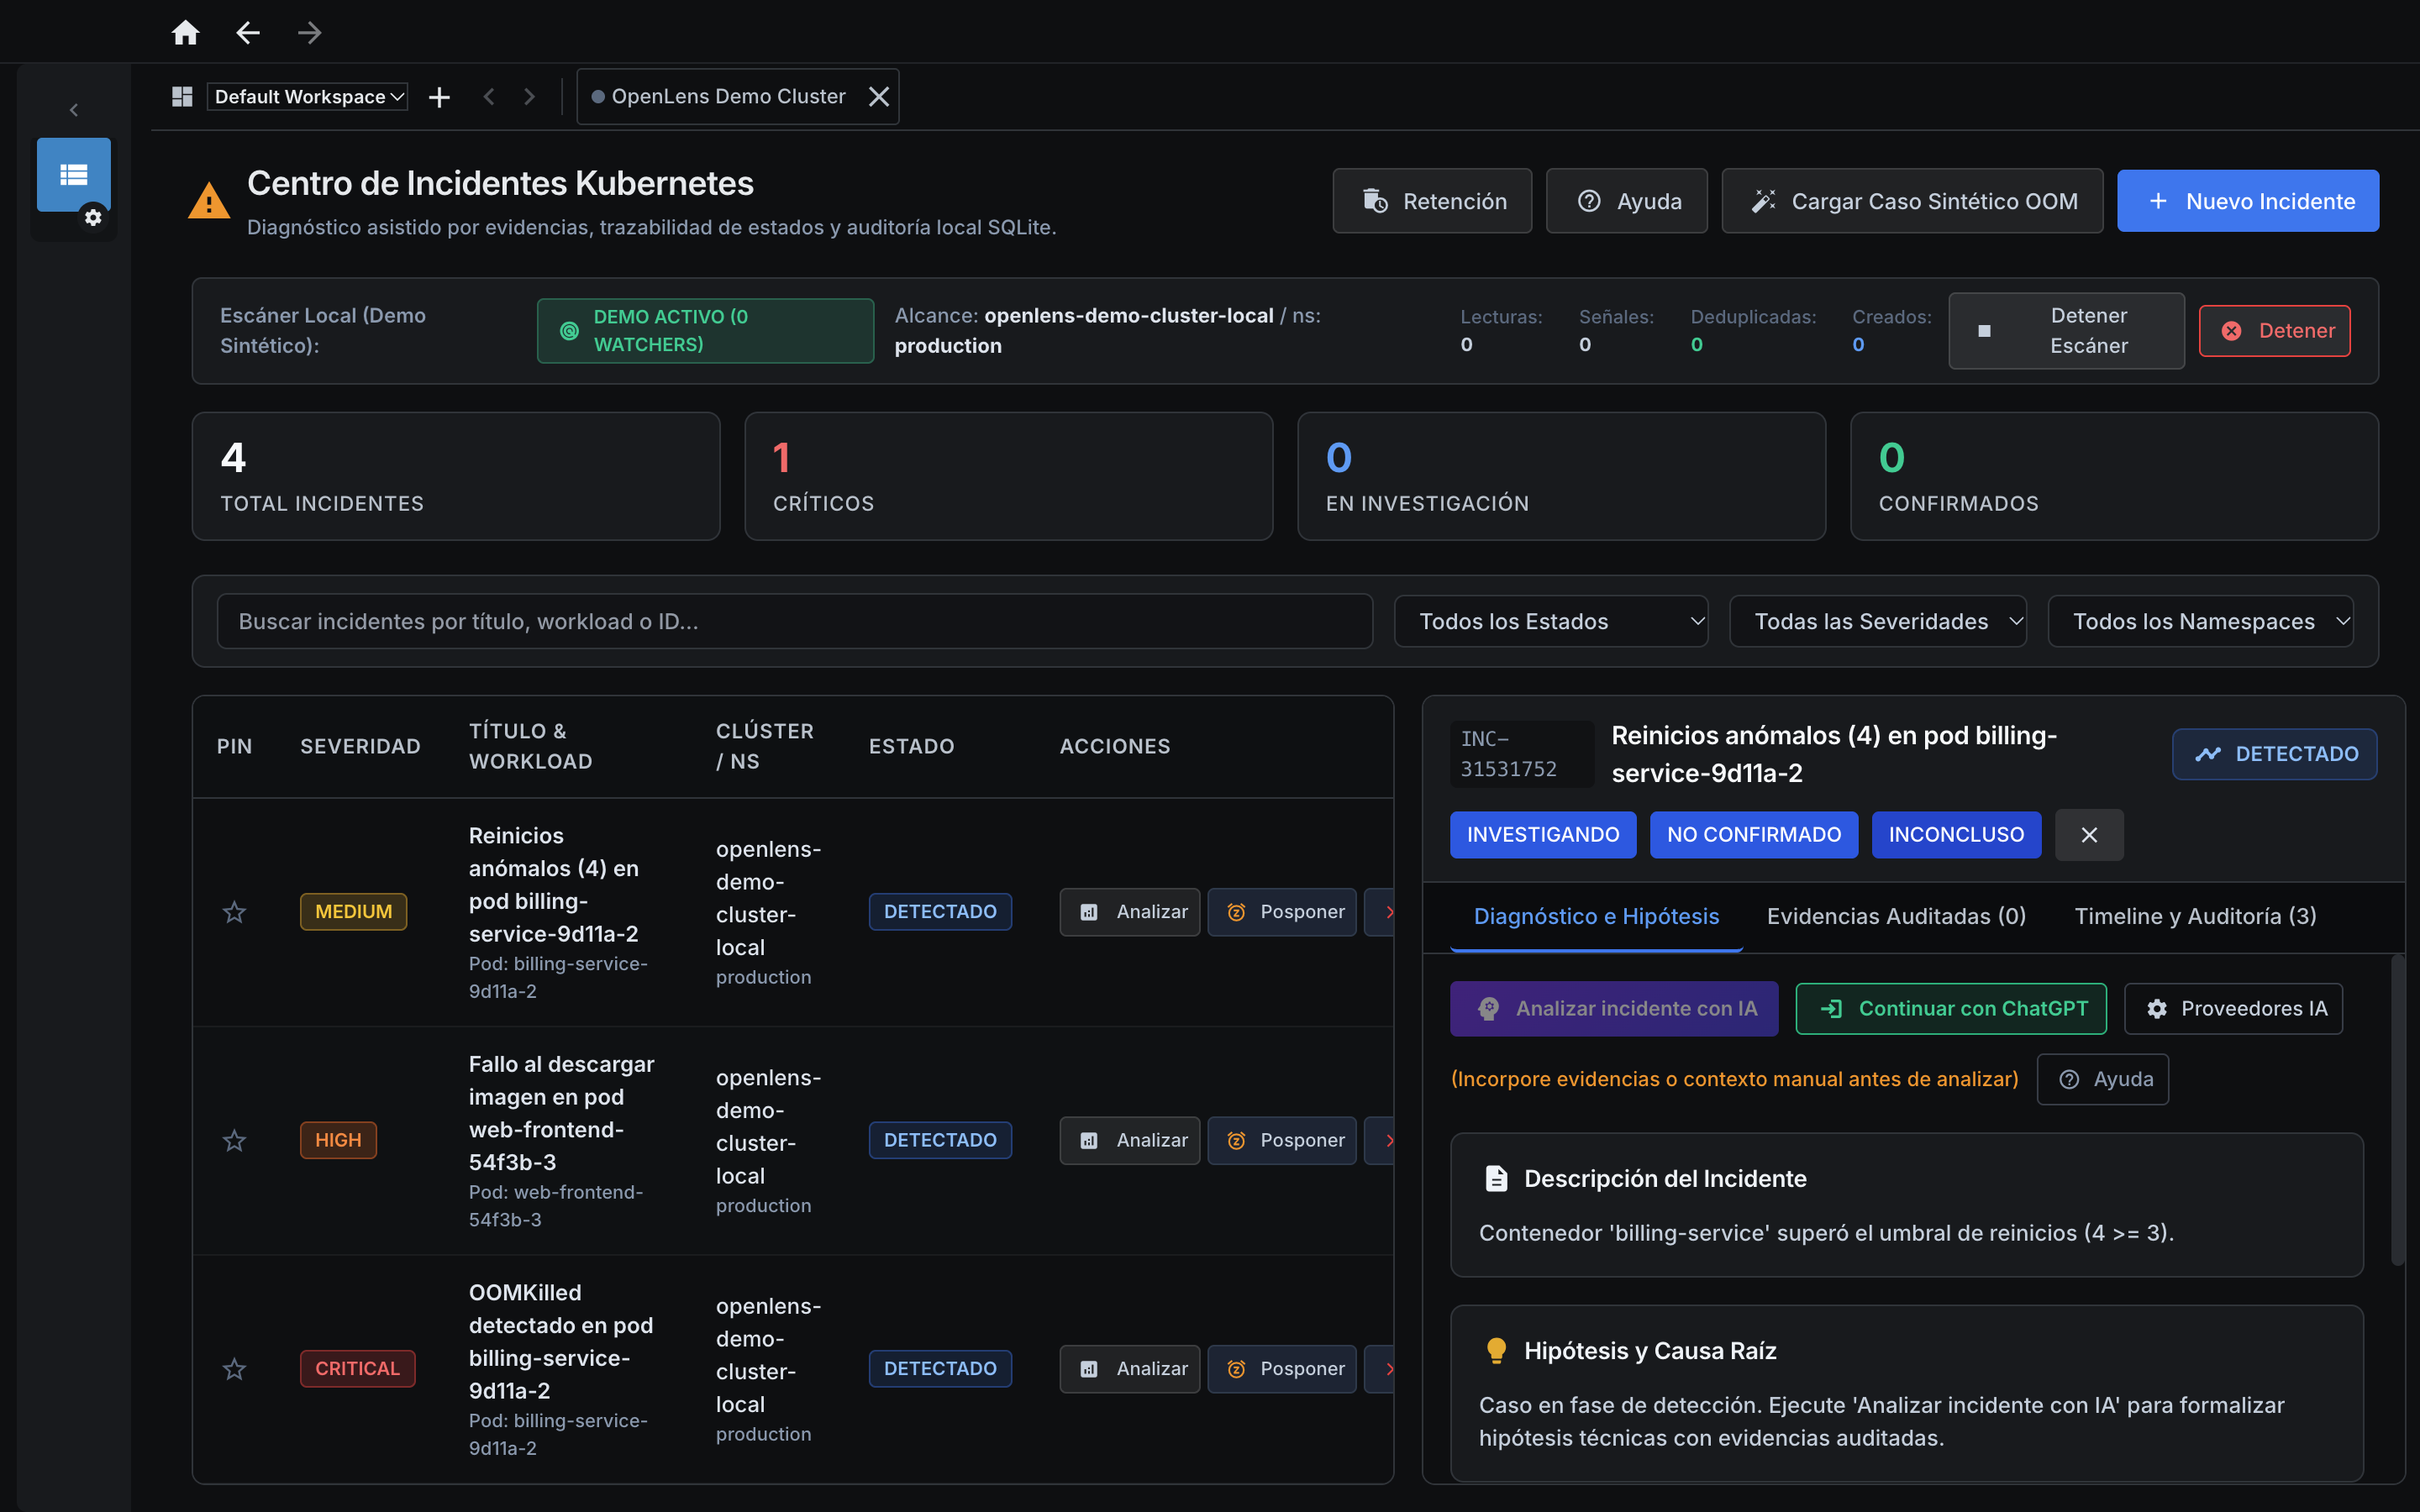 Default Workspace
OpenLens Demo Cluster
Centro de Incidentes Kubernetes
Diagnóstico asistido por evidencias, trazabilidad de estados y auditoría local SQLite.
Retención
Ayuda
Cargar Caso Sintético OOM
Nuevo Incidente
Escáner Local (Demo
Sintético):
DEMO ACTIVO (0
WATCHERS)
Alcance: openlens-demo-cluster-local / ns:
production
Lecturas:
0
Señales:
0
Deduplicadas:
0
Creados:
0
Detener
Escáner
Detener
4
TOTAL INCIDENTES
1
CRÍTICOS
0
EN INVESTIGACIÓN
0
CONFIRMADOS
Buscar incidentes por título, workload o ID...
Todos los Estados
Todas las Severidades
Todos los Namespaces
PIN
SEVERIDAD
TÍTULO &
WORKLOAD
CLÚSTER
/ NS
ESTADO
ACCIONES
MEDIUM
Reinicios
anómalos (4) en
pod billing-
service-9d11a-2
Pod: billing-service-
9d11a-2
openlens-
demo-
cluster-
local
production
DETECTADO
Analizar
Posponer
HIGH
Fallo al descargar
imagen en pod
web-frontend-
54f3b-3
Pod: web-frontend-
54f3b-3
openlens-
demo-
cluster-
local
production
DETECTADO
Analizar
Posponer
CRITICAL
OOMKilled
detectado en pod
billing-service-
9d11a-2
Pod: billing-service-
9d11a-2
openlens-
demo-
cluster-
local
production
DETECTADO
Analizar
Posponer
INC-
31531752
Reinicios anómalos (4) en pod billing-
service-9d11a-2
DETECTADO
INVESTIGANDO
NO CONFIRMADO
INCONCLUSO
Diagnóstico e Hipótesis
Evidencias Auditadas (0)
Timeline y Auditoría (3)
Analizar incidente con IA
Continuar con ChatGPT
Proveedores IA
(Incorpore evidencias o contexto manual antes de analizar)
Ayuda
Descripción del Incidente
Contenedor 'billing-service' superó el umbral de reinicios (4 >= 3).
Hipótesis y Causa Raíz
Caso en fase de detección. Ejecute 'Analizar incidente con IA' para formalizar
hipótesis técnicas con evidencias auditadas.